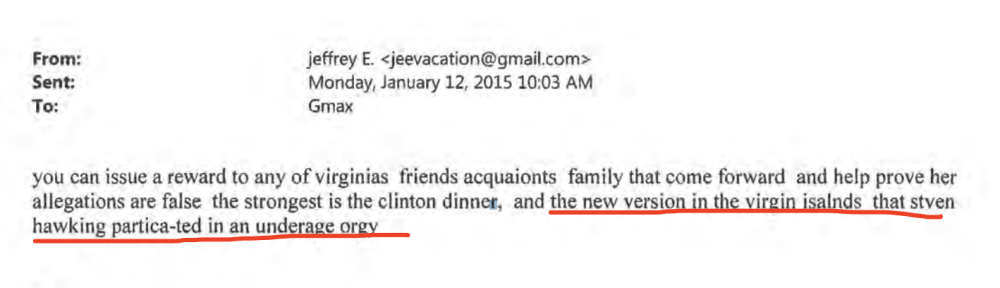 From: jeffrey E. <jeevacation@gmail.com>
Sent: Monday, January 12, 2015 10:03 AM
To: Gmax
you can issue a reward to any of virginias friends acquaionts family that come forward and help prove her
allegations are false the strongest is the clinton dinner, and the new version in the virgin isalnds that stven
hawking partica-ted in an underage orgy